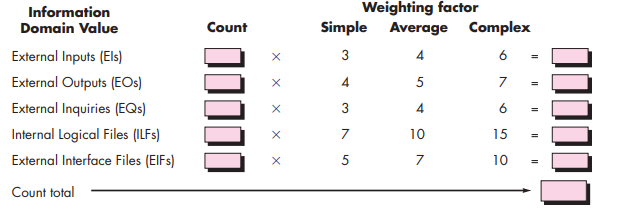 Information Weighting factor
Domain Value Count Simple Average Complex
External Inputs (EIs) × 3 4 6 =
External Outputs (EOs) × 4 5 7 =
External Inquiries (EQs) × 3 4 6 =
Internal Logical Files (ILFs) × 7 10 15 =
External Interface Files (EIFs) × 5 7 10 =
Count total